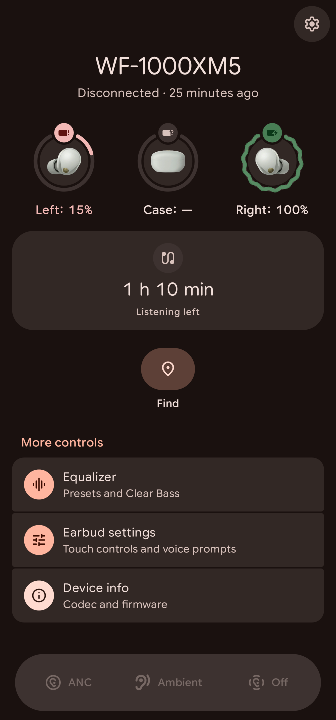 WF-1000XM5
Disconnected · 25 minutes ago
Left: 15%
Case: —
Right: 100%
1 h 10 min
Listening left
Find
More controls
Equalizer
Presets and Clear Bass
Earbud settings
Touch controls and voice prompts
Device info
Codec and firmware
ANC
Ambient
Off